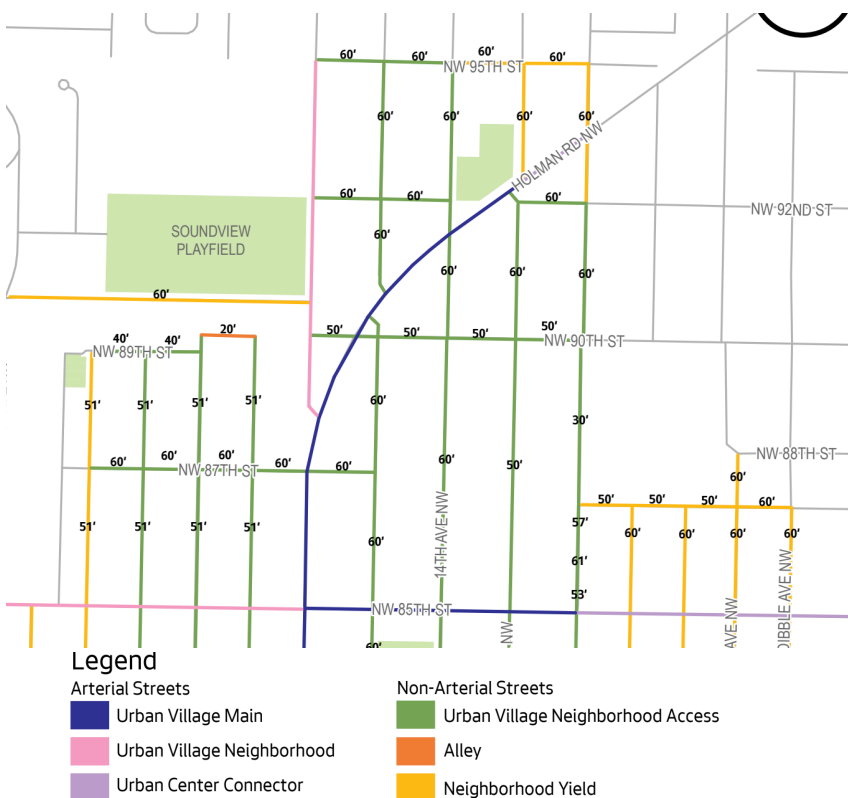 60'
60'
60'
60'
NW 95TH ST
60'
60'
60'
60'
HOLMAN RD NW
60'
60'
60'
NW 92ND ST
SOUNDVIEW
PLAYFIELD
60'
60'
60'
60'
60'
20'
50'
50'
50'
50'
NW 90TH ST
40'
40'
NW 89TH ST
51'
51'
51'
51'
60'
30'
60'
60'
60'
60'
60'
NW 87TH ST
60'
50'
NW 88TH ST
60'
50'
50'
50'
60'
14TH AVE NW
51'
51'
51'
51'
60'
57'
60'
60'
60'
60'
61'
53'
NW 85TH ST
NW
AVE NW
DIBBLE AVE NW
60'
Legend
Arterial Streets
Urban Village Main
Urban Village Neighborhood
Urban Center Connector
Non-Arterial Streets
Urban Village Neighborhood Access
Alley
Neighborhood Yield